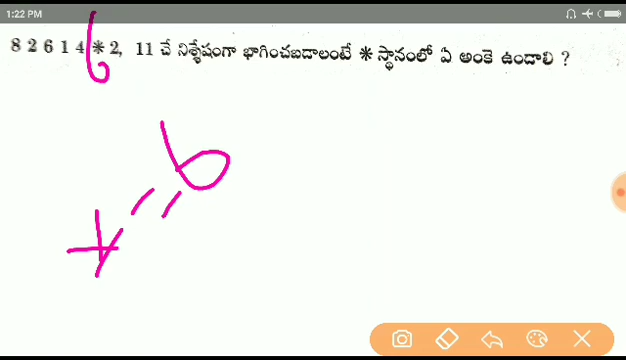 1:22 PM
8 2 6 1 4 * 2, 11 చే నిశ్శేషంగా భాగించబడాలంటే * స్థానంలో ఏ అంకె ఉండాలి ?
6
* = 6